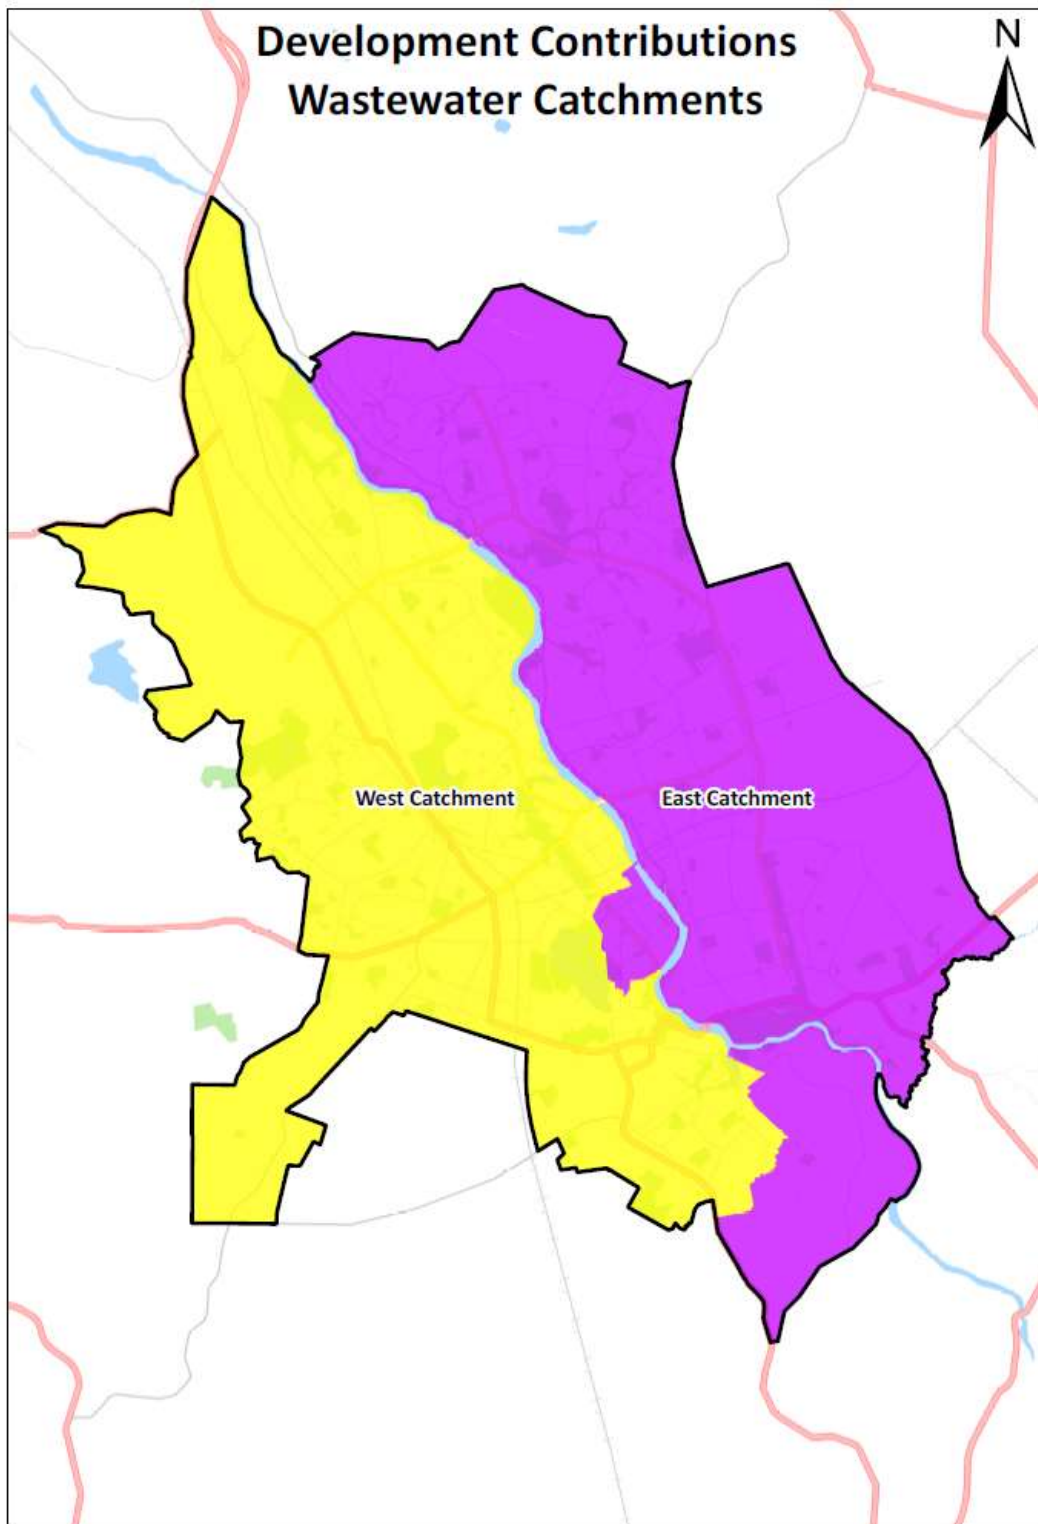 Development Contributions
Wastewater Catchments
N
West Catchment
East Catchment